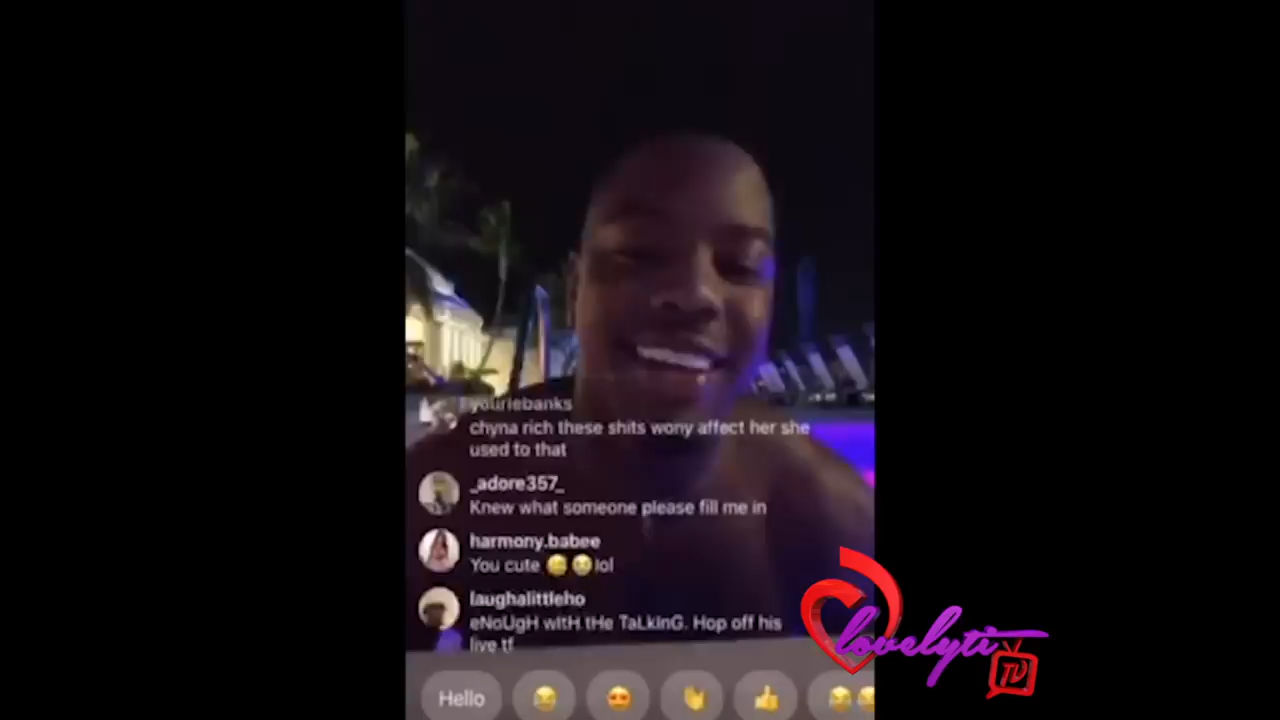 youriebanks
chyna rich these shits wony affect her she
used to that
_adore357_
Knew what someone please fill me in
harmony.babee
You cute 😅 😢lol
laughalittleho
eNoUgH wItH tHe TaLkInG. Hop off his
live tf
Hello
lovelyti
TV